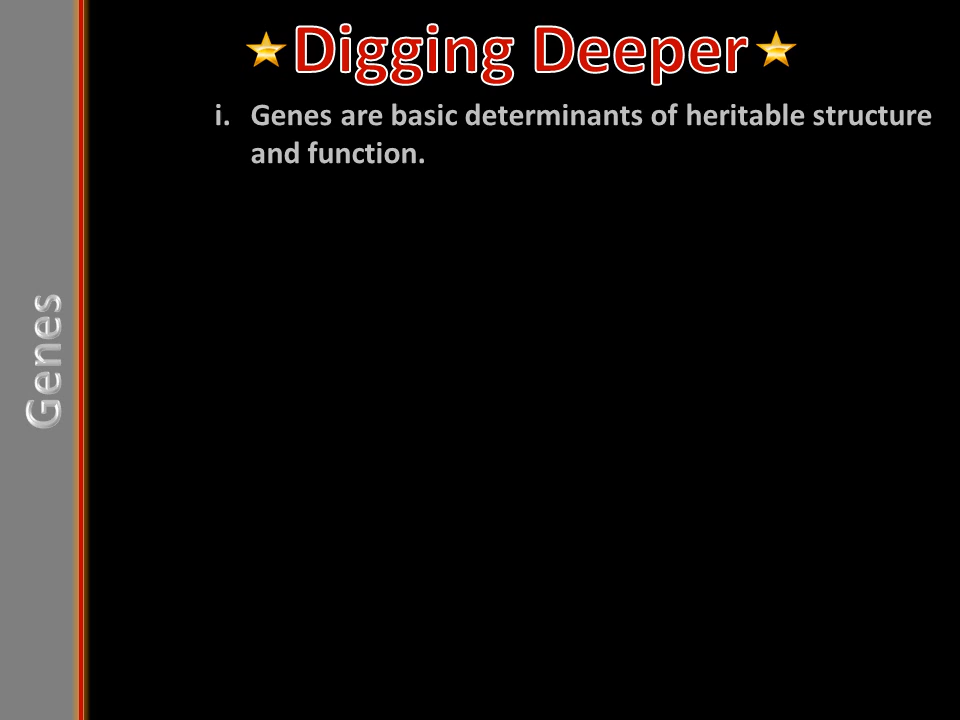 Digging Deeper
i. Genes are basic determinants of heritable structure
and function.
Genes